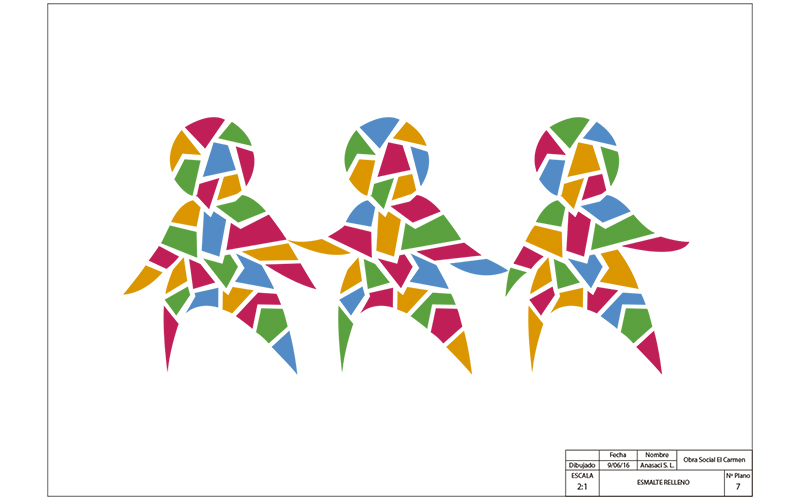 Fecha Nombre Obra Social El Carmen
Dibujado 9/06/16 Anasaci S. L.
ESCALA ESMALTE RELLENO Nº Plano
2:1 7